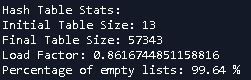 Hash Table Stats:
Initial Table Size: 13
Final Table Size: 57343
Load Factor: 0.8616744851158816
Percentage of empty lists: 99.64 %